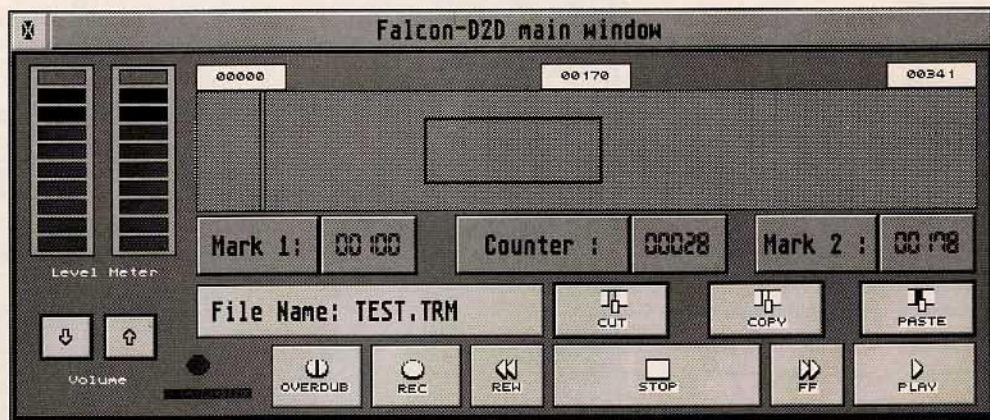 Falcon-D2D main window
00000 00170 00341
Mark 1: 00100 Counter : 00028 Mark 2 : 00178
Level Meter
File Name: TEST.TRM CUT COPY PASTE
Volume
OVERDUB REC REW STOP FF PLAY